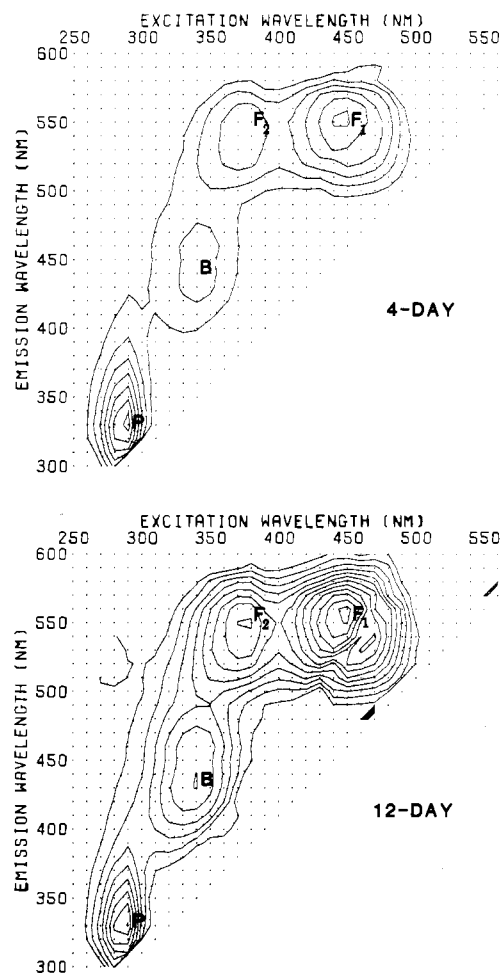 EXCITATION WAVELENGTH (NM)
250 300 350 400 450 500 550
EMISSION WAVELENGTH (NM)
600
550
500
450
400
350
300
F2 F1
B
4-DAY
P
EXCITATION WAVELENGTH (NM)
250 300 350 400 450 500 550
EMISSION WAVELENGTH (NM)
600
550
500
450
400
350
300
F2 F1
B
12-DAY
P